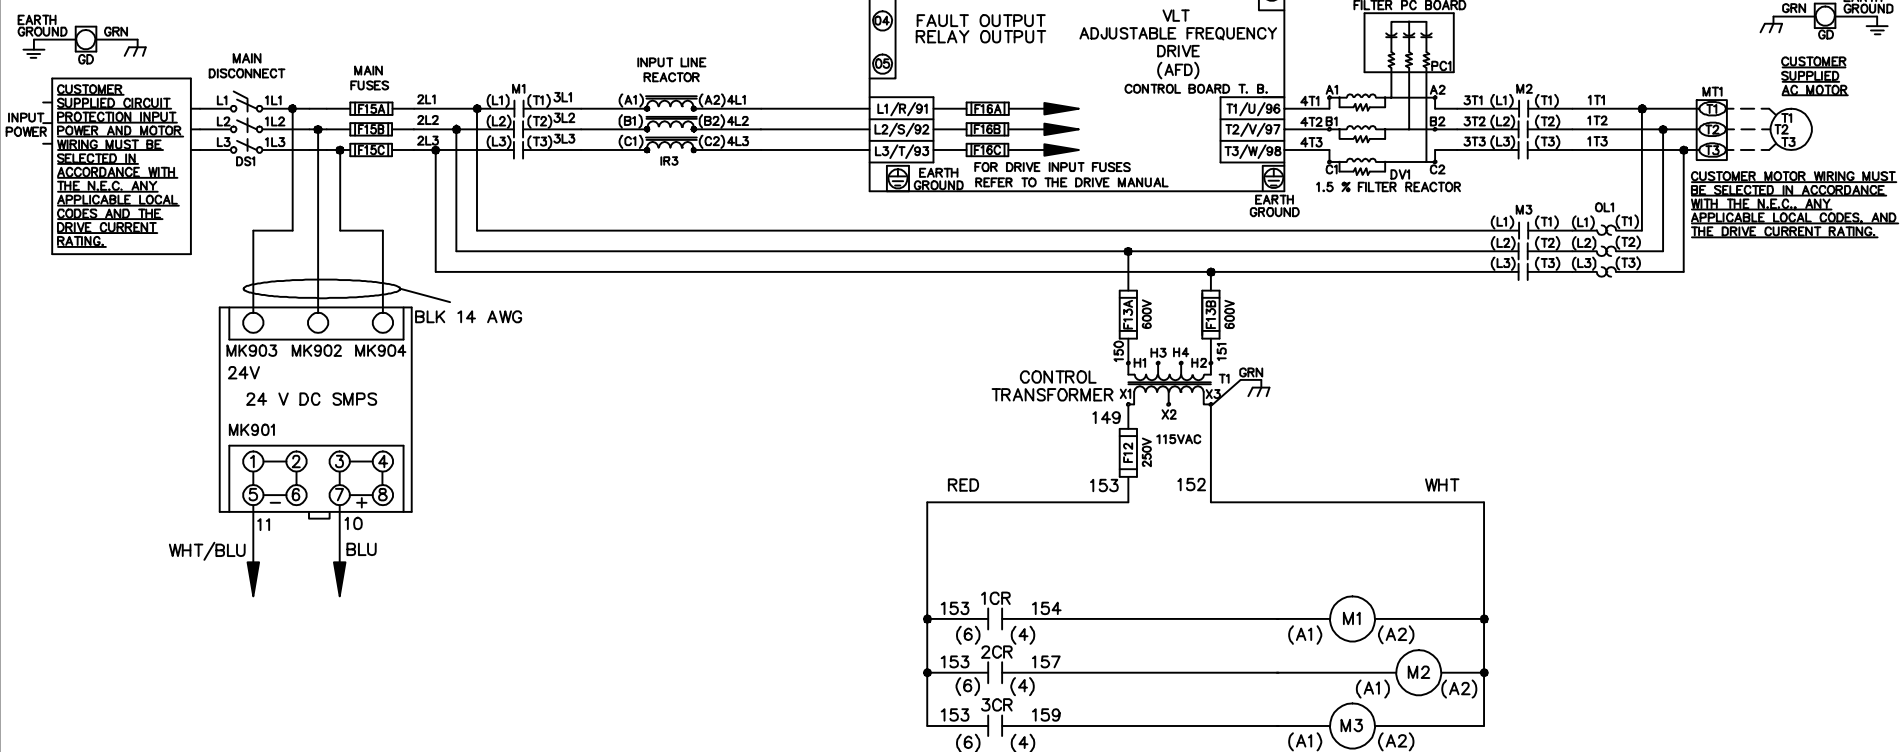 EARTH
GROUND
GRN
GD
MAIN
DISCONNECT
MAIN
FUSES
INPUT LINE
REACTOR
04
05
FAULT OUTPUT
RELAY OUTPUT
VLT
ADJUSTABLE FREQUENCY
DRIVE
(AFD)
CONTROL BOARD T. B.
FILTER PC BOARD
PC1
GRN
GROUND
GD
CUSTOMER
SUPPLIED
AC MOTOR
INPUT
POWER
CUSTOMER
SUPPLIED CIRCUIT
PROTECTION INPUT
POWER AND MOTOR
WIRING MUST BE
SELECTED IN
ACCORDANCE WITH
THE N.E.C. ANY
APPLICABLE LOCAL
CODES AND THE
DRIVE CURRENT
RATING.
L1 1L1 F15A 2L1 (L1) M1 (T1) 3L1 (A1) (A2) 4L1 L1/R/91 F16A T1/U/96 4T1 A1 A2 3T1 (L1) M2 (T1) 1T1 MT1 T1 T1
L2 1L2 F15B 2L2 (L2) (T2) 3L2 (B1) (B2) 4L2 L2/S/92 F16B T2/V/97 4T2 B1 B2 3T2 (L2) (T2) 1T2 T2 T2
L3 1L3 F15C 2L3 (L3) (T3) 3L3 (C1) (C2) 4L3 L3/T/93 F16C T3/W/98 4T3 C1 C2 3T3 (L3) (T3) 1T3 T3 T3
DS1
IR3
DV1
1.5 % FILTER REACTOR
EARTH
GROUND
FOR DRIVE INPUT FUSES
REFER TO THE DRIVE MANUAL
EARTH
GROUND
CUSTOMER MOTOR WIRING MUST
BE SELECTED IN ACCORDANCE
WITH THE N.E.C., ANY
APPLICABLE LOCAL CODES, AND
THE DRIVE CURRENT RATING.
M3 OL1
(L1) (T1) (L1) (T1)
(L2) (T2) (L2) (T2)
(L3) (T3) (L3) (T3)
BLK 14 AWG
MK903 MK902 MK904
24V
24 V DC SMPS
MK901
1 2 3 4
5 - 6 7 + 8
11 10
WHT/BLU BLU
F13A 600V F13B 600V
150 151
H1 H3 H4 H2
CONTROL
TRANSFORMER
T1
GRN
X1 X2 X3
149
115VAC
F12 250V
153 152
RED WHT
153 1CR 154 M1
(6) (4) (A1) (A2)
153 2CR 157 M2
(6) (4) (A1) (A2)
153 3CR 159 M3
(6) (4) (A1) (A2)